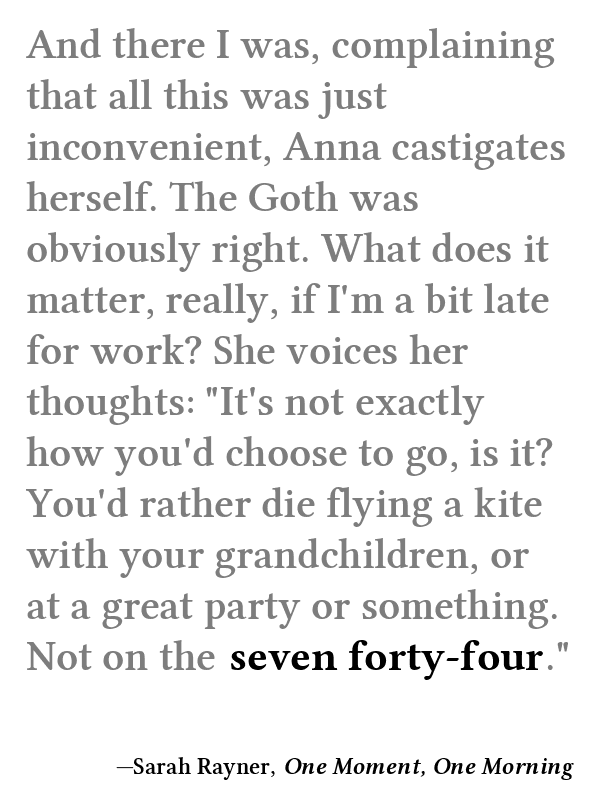 And there I was, complaining
that all this was just
inconvenient, Anna castigates
herself. The Goth was
obviously right. What does it
matter, really, if I'm a bit late
for work? She voices her
thoughts: "It's not exactly
how you'd choose to go, is it?
You'd rather die flying a kite
with your grandchildren, or
at a great party or something.
Not on the seven forty-four."
—Sarah Rayner, One Moment, One Morning